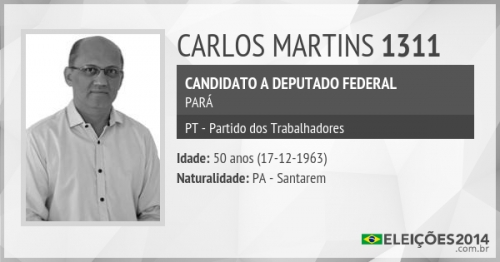 CARLOS MARTINS 1311
CANDIDATO A DEPUTADO FEDERAL
PARÁ
PT - Partido dos Trabalhadores
Idade: 50 anos (17-12-1963)
Naturalidade: PA - Santarem
ELEIÇÕES2014
.com.br